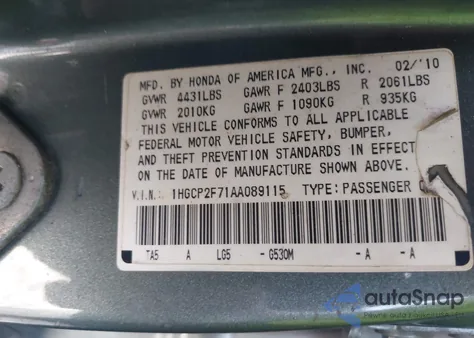 MFD. BY HONDA OF AMERICA MFG., INC. 02/'10
GVWR 4431LBS GAWR F 2403LBS R 2061LBS
GVWR 2010KG GAWR F 1090KG R 935KG
THIS VEHICLE CONFORMS TO ALL APPLICABLE
FEDERAL MOTOR VEHICLE SAFETY, BUMPER,
AND THEFT PREVENTION STANDARDS IN EFFECT
ON THE DATE OF MANUFACTURE SHOWN ABOVE.
V.I.N.: 1HGCP2F71AA089115 TYPE:PASSENGER
TA5 A LG5 -G530M -A -A
autoSnap